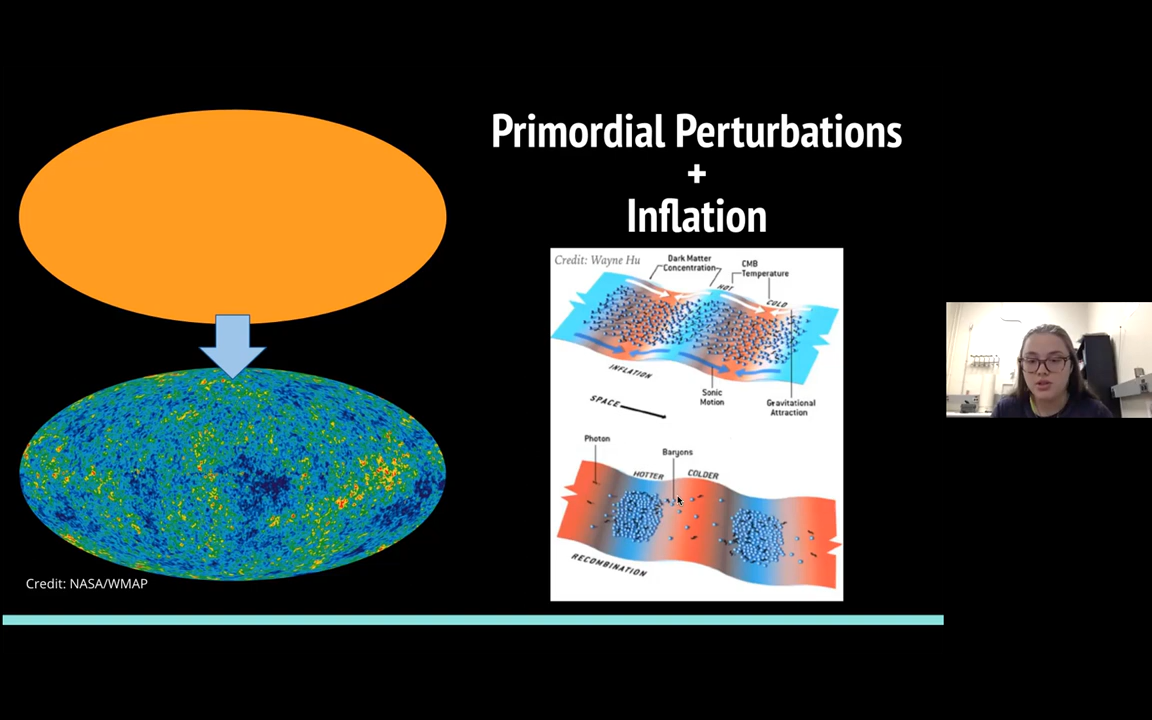 Primordial Perturbations
+
Inflation
Credit: Wayne Hu
Dark Matter
Concentration
CMB
Temperature
HOT
COLD
INFLATION
Sonic
Motion
Gravitational
Attraction
SPACE
Photon
Baryons
HOTTER
COLDER
RECOMBINATION
Credit: NASA/WMAP